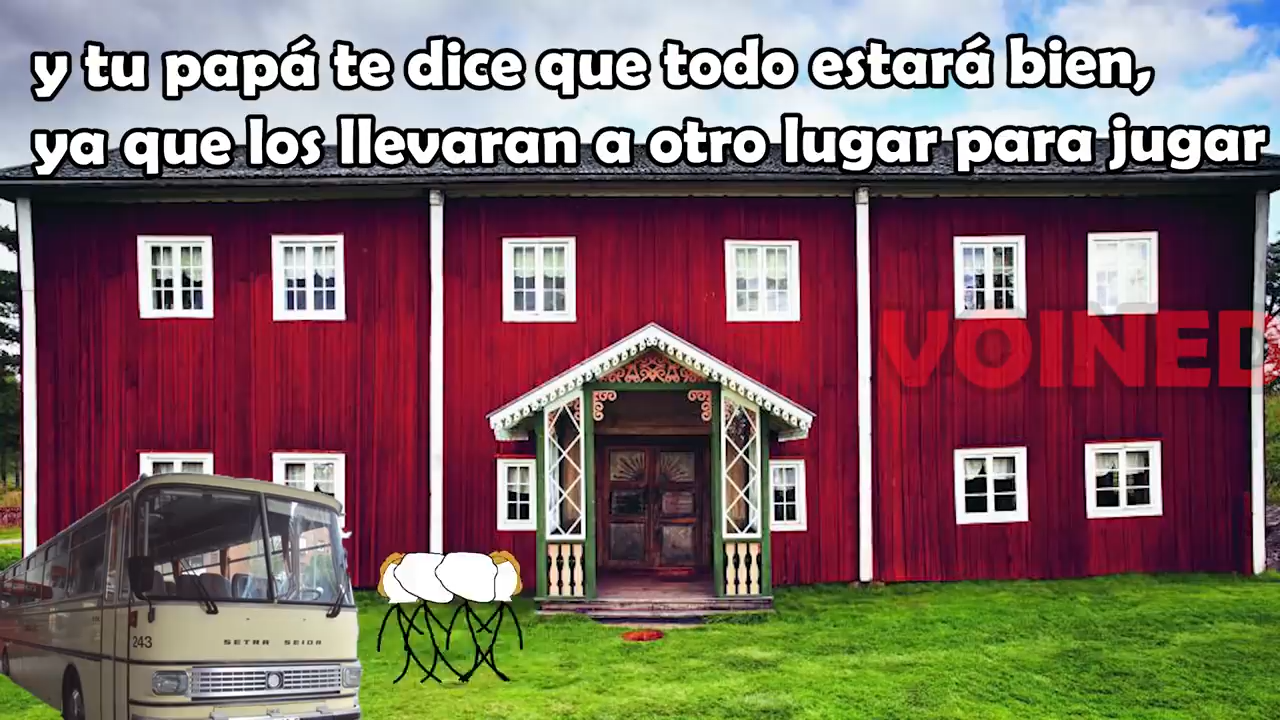 y tu papá te dice que todo estará bien,
ya que los llevaran a otro lugar para jugar
VOINED
243
SETRA SEIDA